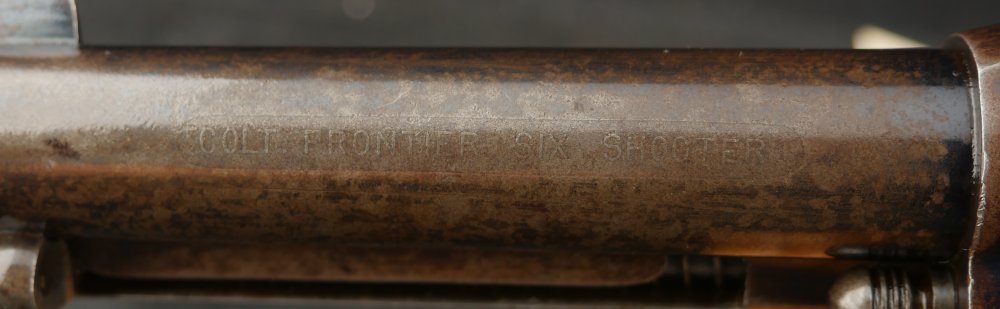 COLT FRONTIER SIX SHOOTER